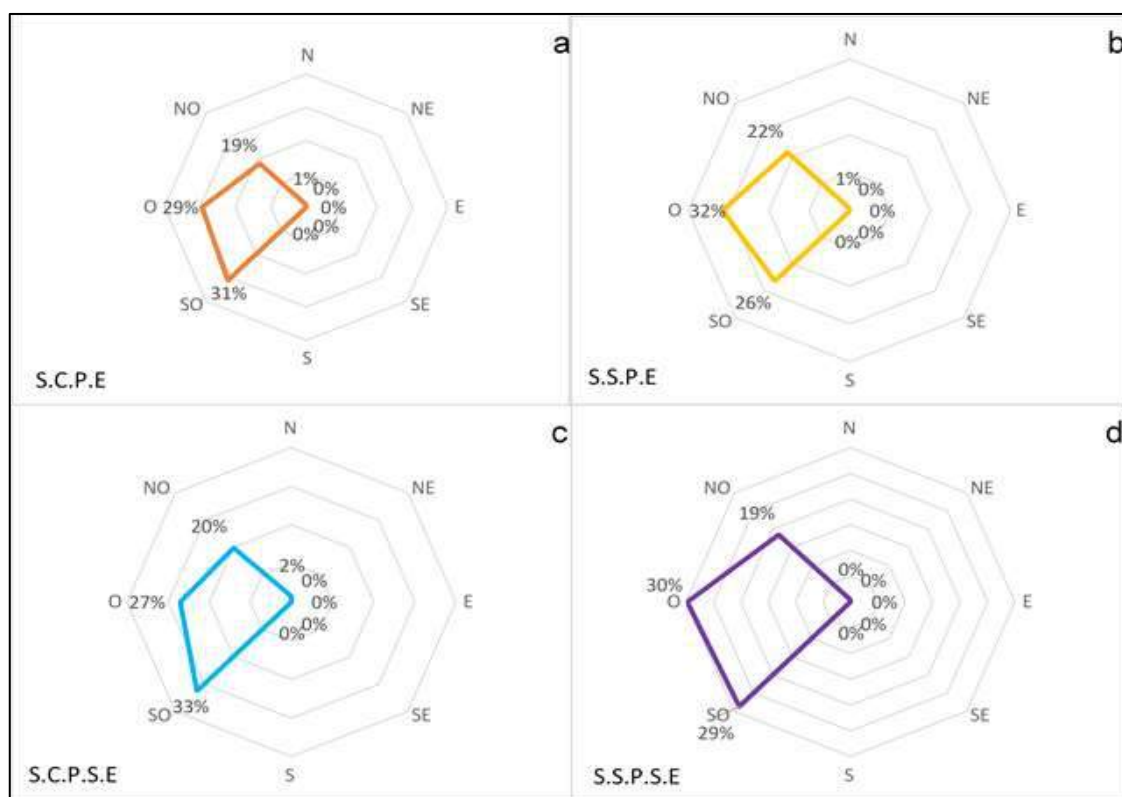 a
N
NO
NE
19%
1%
0%
O 29%
0%
E
0%
0%
31%
SO
SE
S
S.C.P.E
b
N
NO
NE
22%
1%
0%
O 32%
0%
E
0%
0%
26%
SO
SE
S
S.S.P.E
c
N
NO
NE
20%
2%
0%
O 27%
0%
E
0%
0%
33%
SO
SE
S
S.C.P.S.E
d
N
NO
NE
19%
0%
0%
30%
O
0%
E
0%
0%
SO
29%
SE
S
S.S.P.S.E